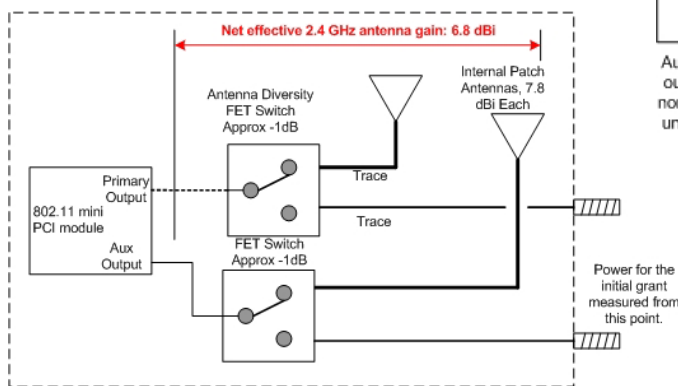 Net effective 2.4 GHz antenna gain: 6.8 dBi
Internal Patch
Antennas, 7.8
dBi Each
Antenna Diversity
FET Switch
Approx -1dB
Primary
Output
802.11 mini
PCI module
Aux
Output
Trace
Trace
FET Switch
Approx -1dB
Power for the
initial grant
measured from
this point.